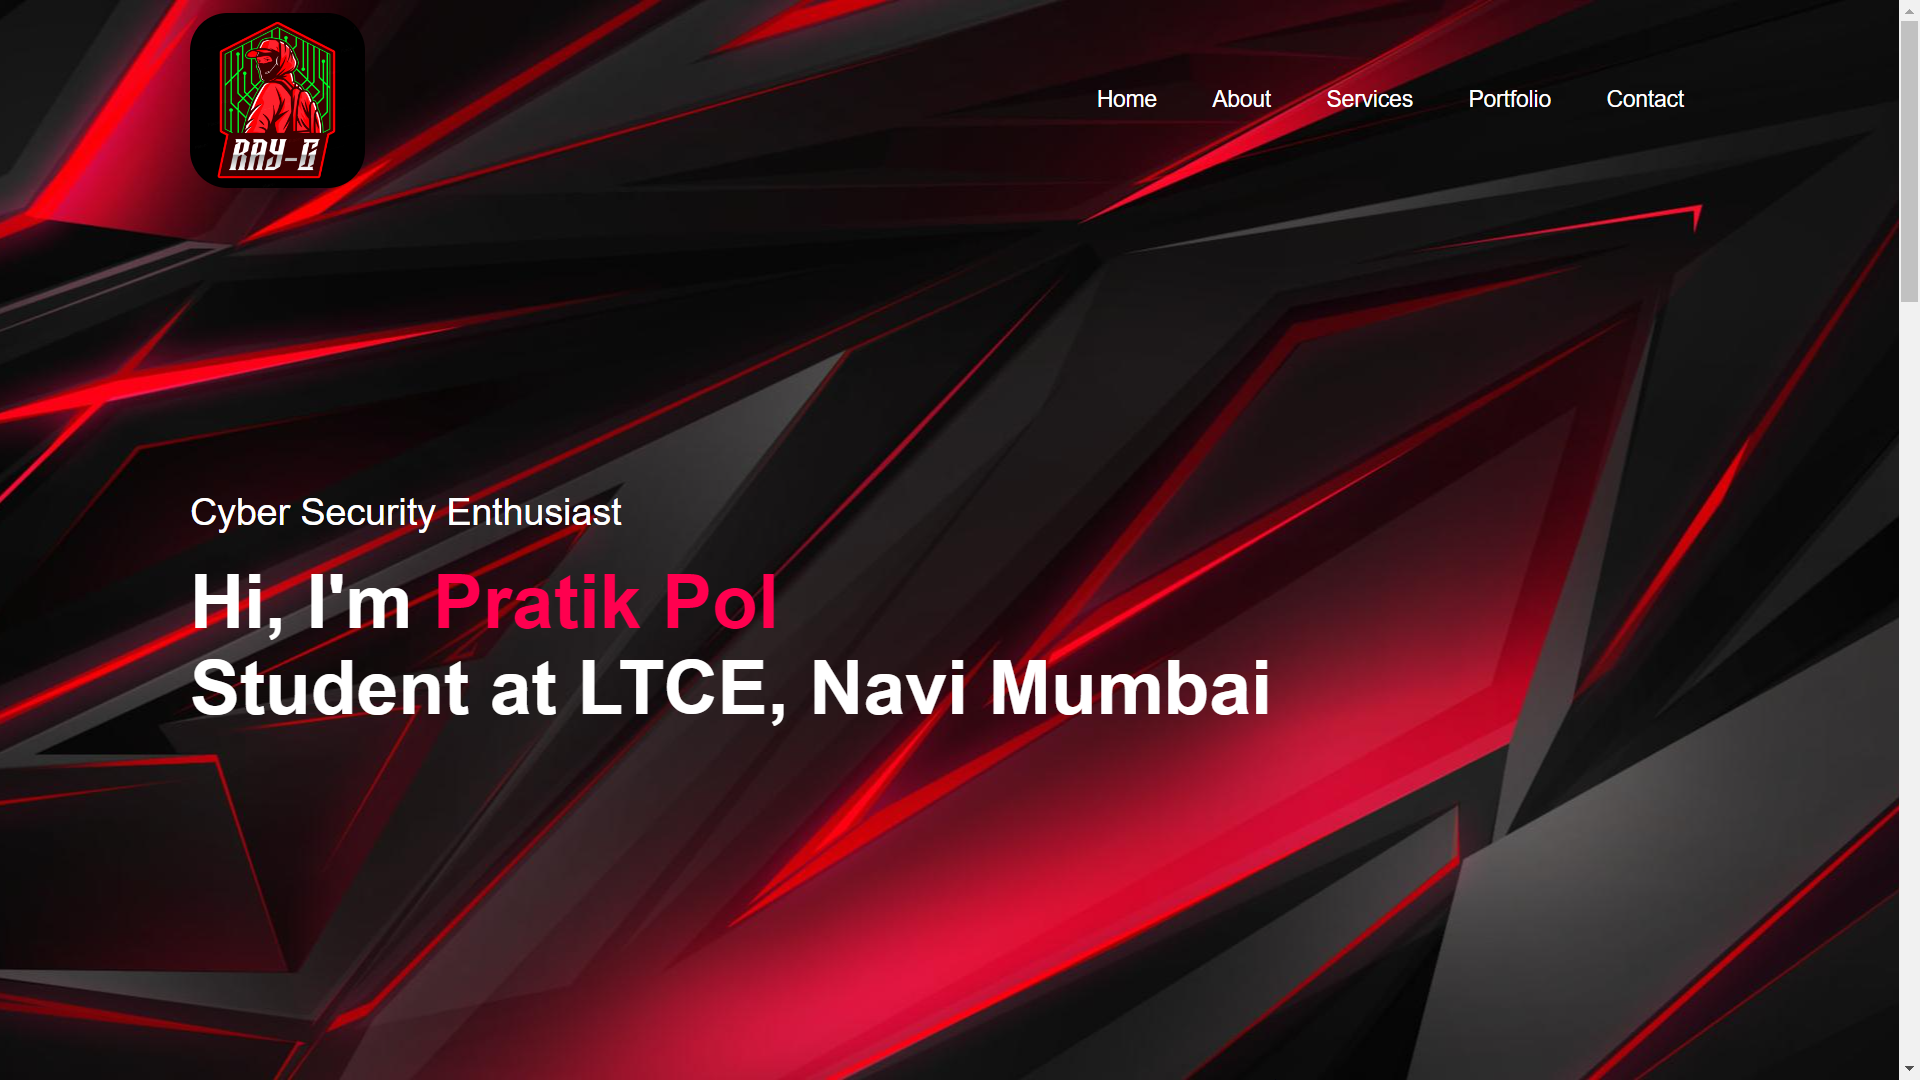 RAY-G
Home
About
Services
Portfolio
Contact
Cyber Security Enthusiast
Hi, I'm Pratik Pol
Student at LTCE, Navi Mumbai